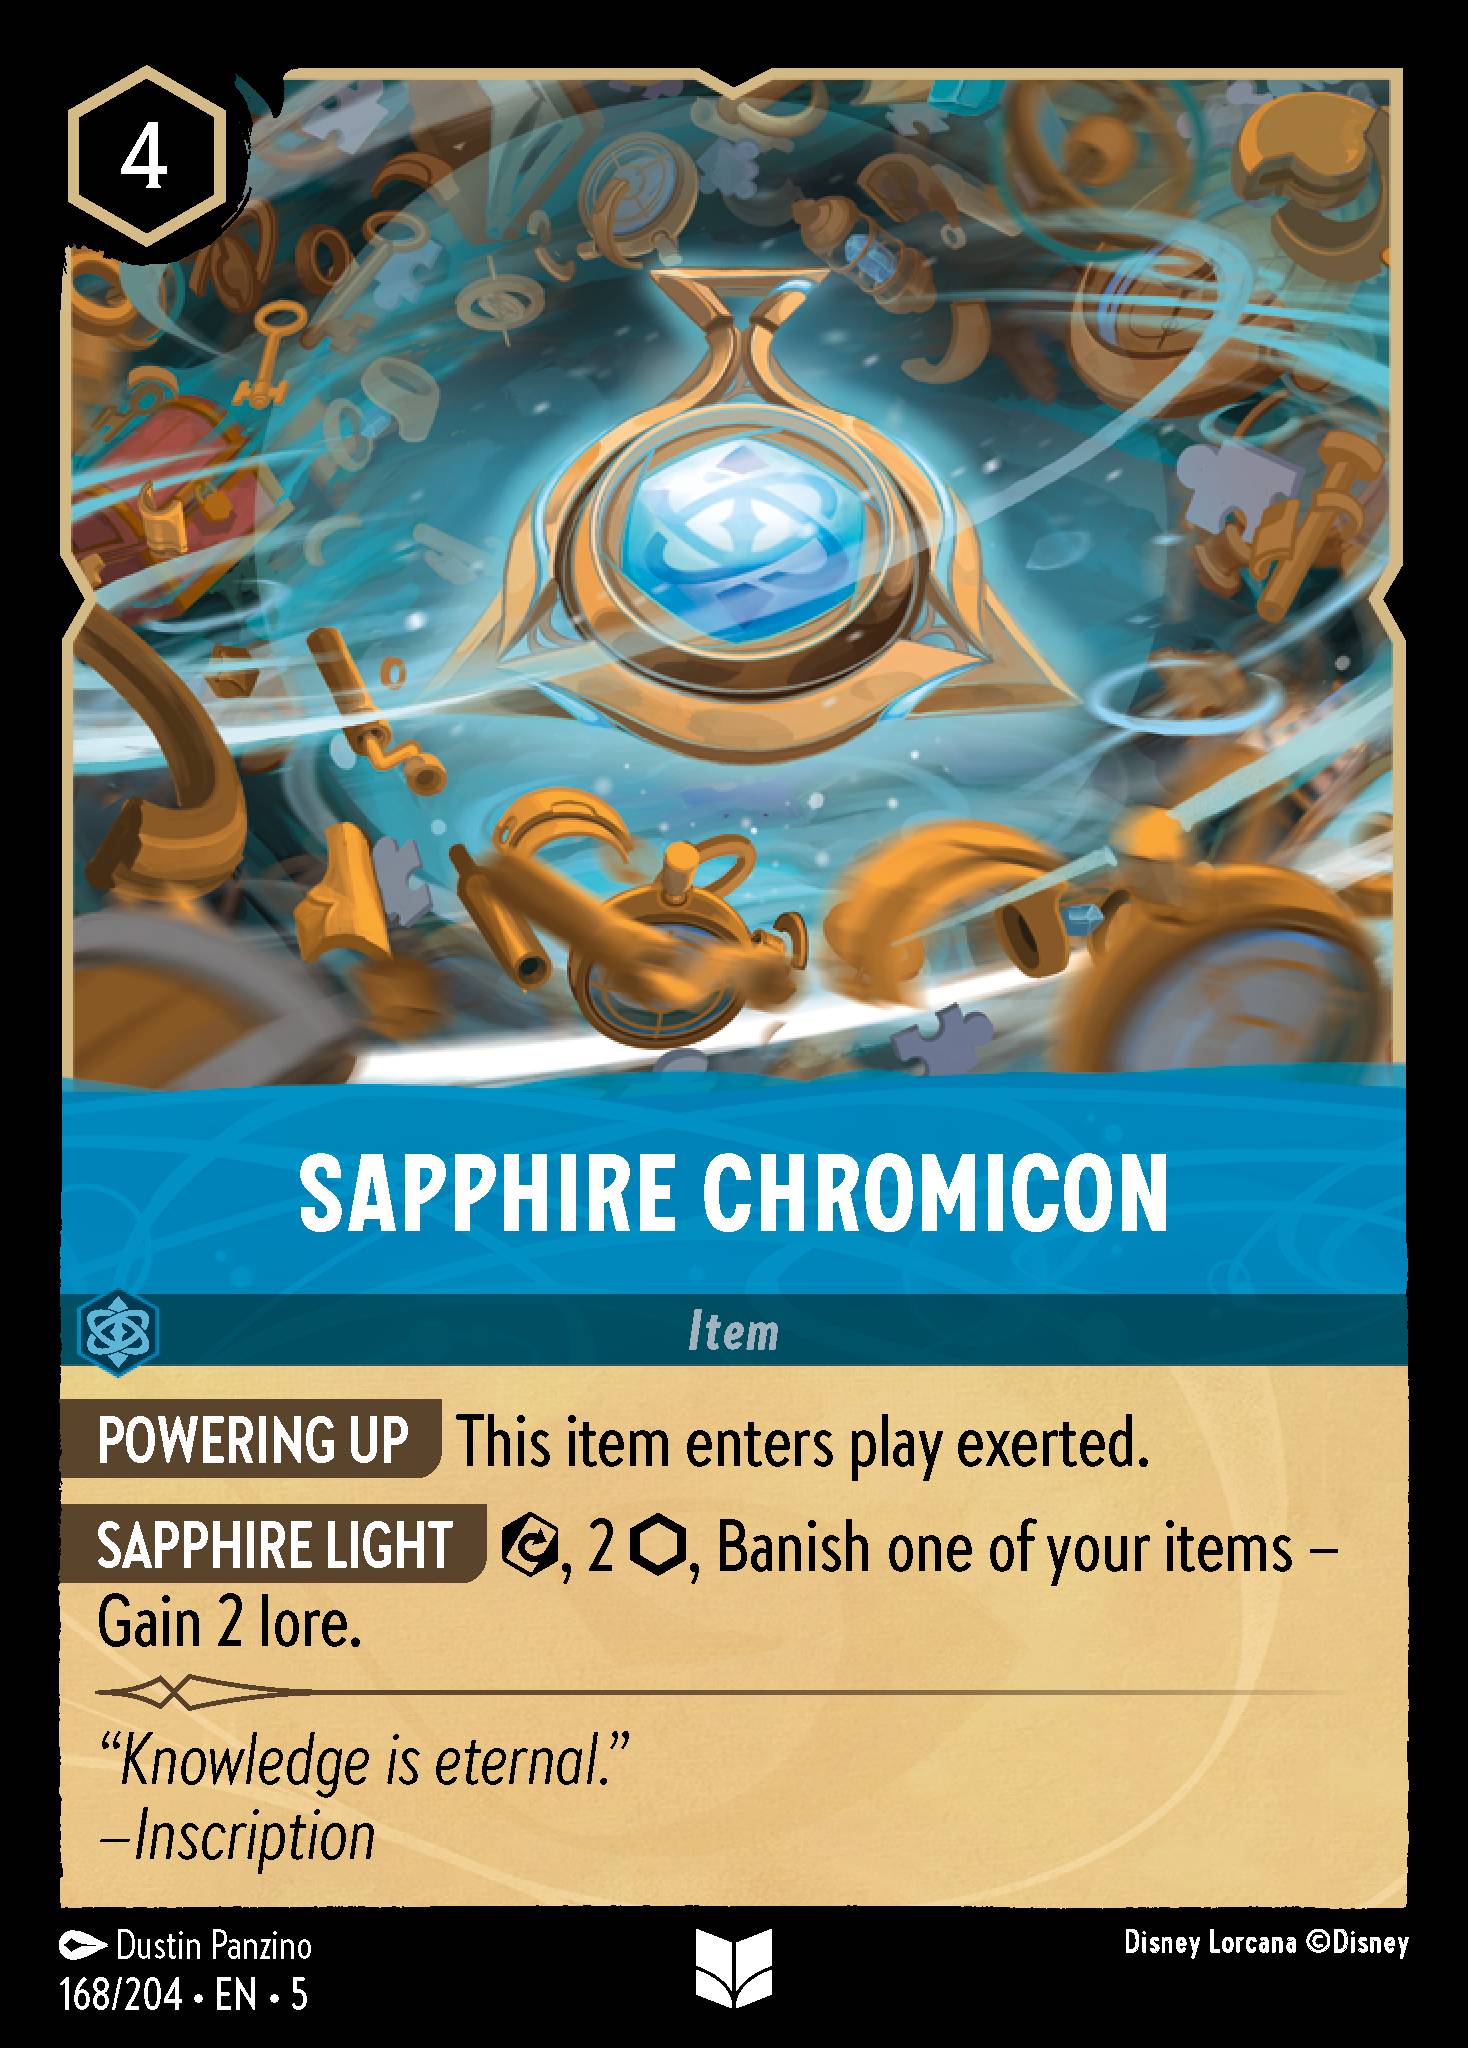 4
SAPPHIRE CHROMICON
Item
POWERING UP This item enters play exerted.
SAPPHIRE LIGHT , 2 , Banish one of your items –
Gain 2 lore.
“Knowledge is eternal.”
–Inscription
Dustin Panzino
Disney Lorcana ©Disney
168/204 • EN • 5